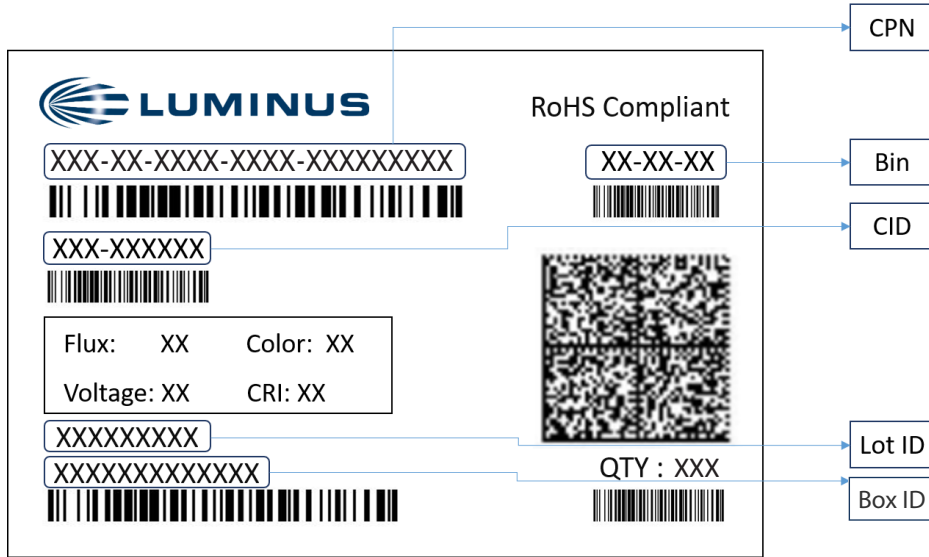 CPN
LUMINUS
RoHS Compliant
XXX-XX-XXXX-XXXX-XXXXXXXXX
XX-XX-XX
Bin
XXX-XXXXXX
CID
Flux: XX Color: XX
Voltage: XX CRI: XX
XXXXXXXXX
Lot ID
XXXXXXXXXXXXX
QTY : XXX
Box ID